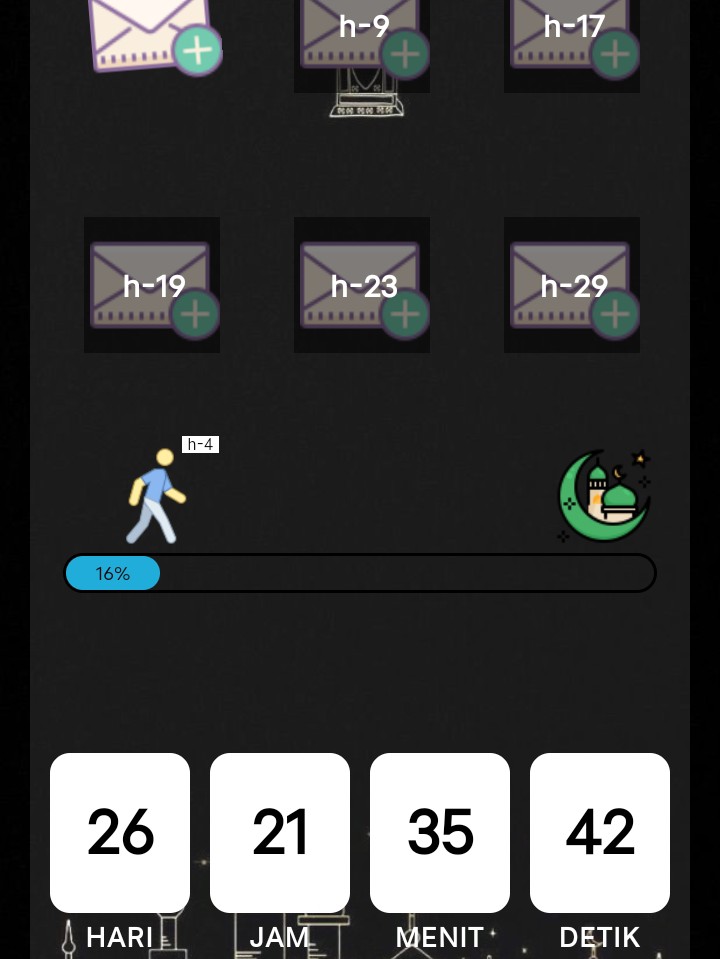 h-9 h-17
h-19 h-23 h-29
h-4
16%
26 21 35 42
HARI JAM MENIT DETIK